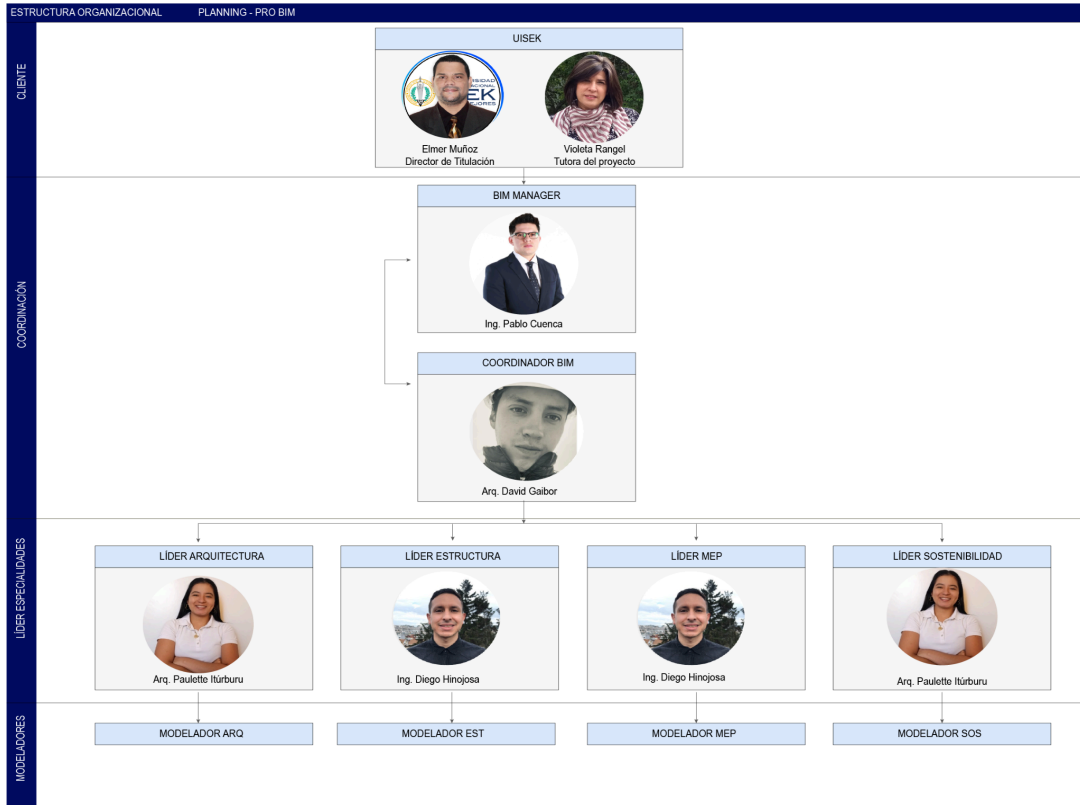 ESTRUCTURA ORGANIZACIONAL PLANNING - PRO BIM
CLIENTE
UISEK
EK
Elmer Muñoz
Director de Titulación
Violeta Rangel
Tutora del proyecto
COORDINACIÓN
BIM MANAGER
Ing. Pablo Cuenca
COORDINADOR BIM
Arq. David Gaibor
LÍDER ESPECIALIDADES
LÍDER ARQUITECTURA
LÍDER ESTRUCTURA
LÍDER MEP
LÍDER SOSTENIBILIDAD
Arq. Paulette Itúrburu
Ing. Diego Hinojosa
Ing. Diego Hinojosa
Arq. Paulette Itúrburu
MODELADORES
MODELADOR ARQ
MODELADOR EST
MODELADOR MEP
MODELADOR SOS